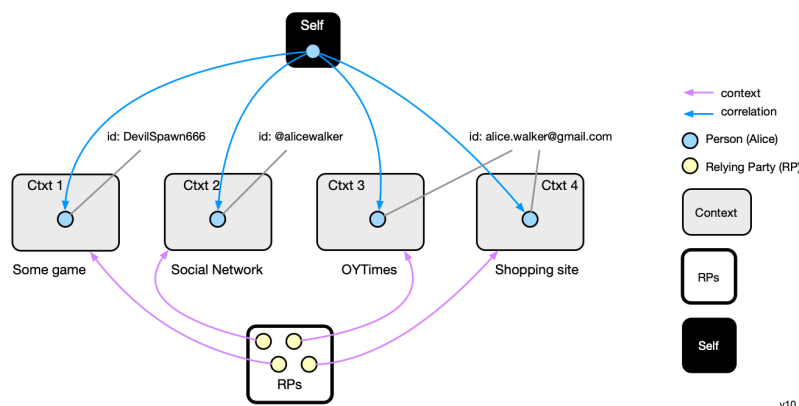 Self
context
correlation
id: DevilSpawn666
id: @alicewalker
id: alice.walker@gmail.com
Person (Alice)
Relying Party (RP)
Ctxt 1
Ctxt 2
Ctxt 3
Ctxt 4
Context
Some game
Social Network
OYTimes
Shopping site
RPs
RPs
Self
v10